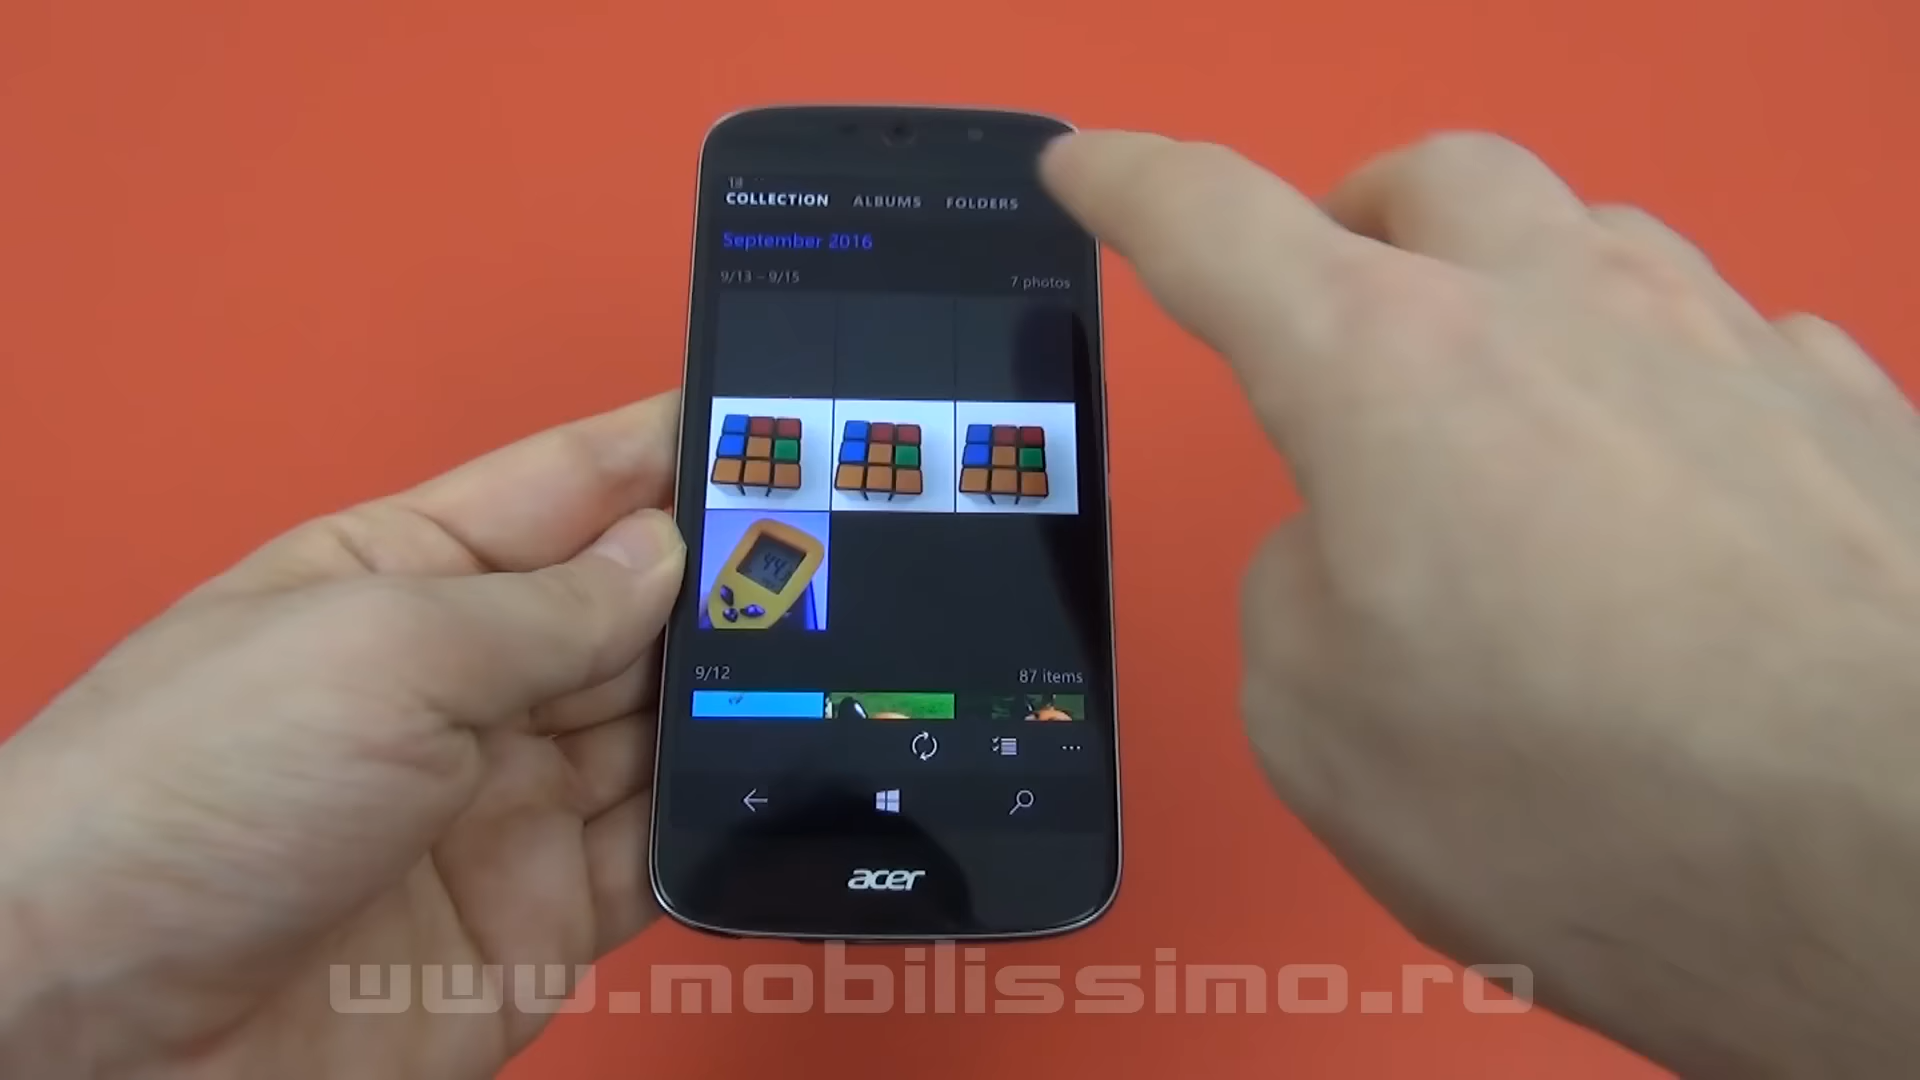 COLLECTION ALBUMS FOLDERS
September 2016
9/13 – 9/15 7 photos
9/12 87 items
acer
www.mobilissimo.ro